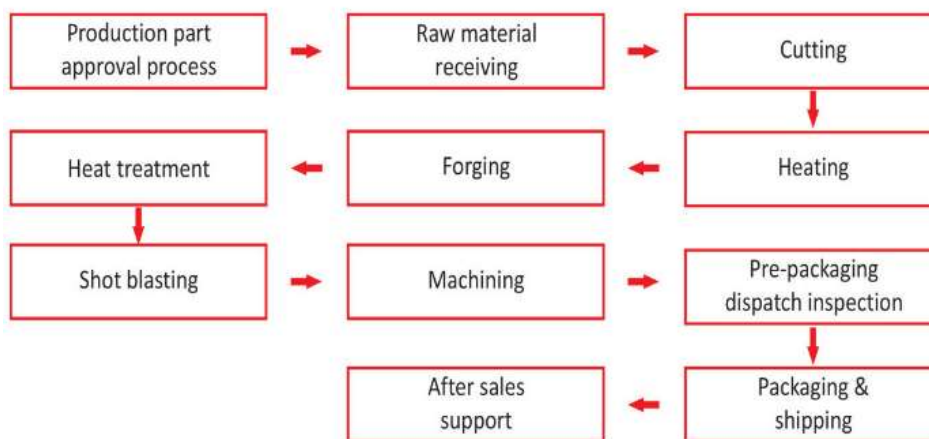 Production part
approval process
Raw material
receiving
Cutting
Heating
Forging
Heat treatment
Shot blasting
Machining
Pre-packaging
dispatch inspection
Packaging &
shipping
After sales
support